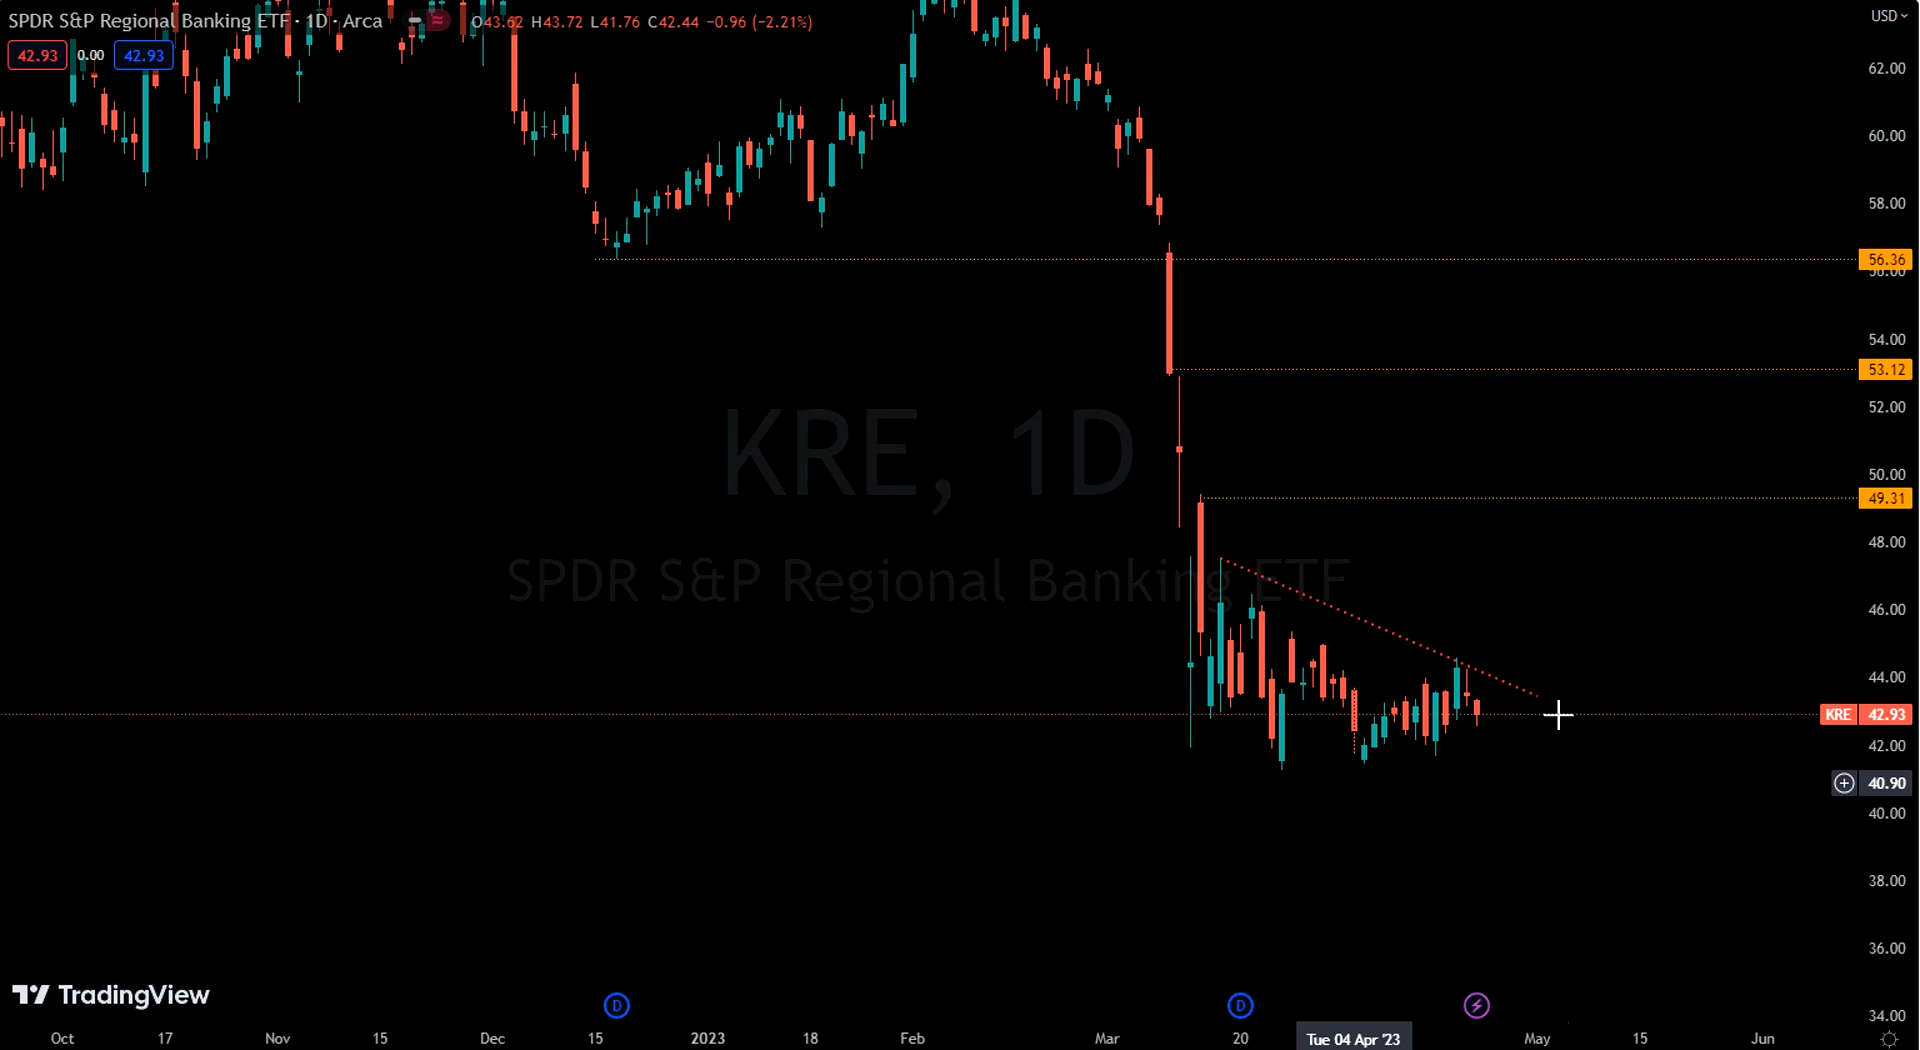 SPDR S&P Regional Banking ETF · 1D · Arca O43.62 H43.72 L41.76 C42.44 −0.96 (−2.21%)
USD
42.93 0.00 42.93
62.00
60.00
58.00
56.36
56.00
54.00
53.12
52.00
KRE, 1D
50.00
49.31
48.00
SPDR S&P Regional Banking ETF
46.00
44.00
KRE 42.93
42.00
40.90
40.00
38.00
36.00
TradingView
D D
34.00
Oct 17 Nov 15 Dec 15 2023 18 Feb Mar 20 Tue 04 Apr '23 May 15 Jun